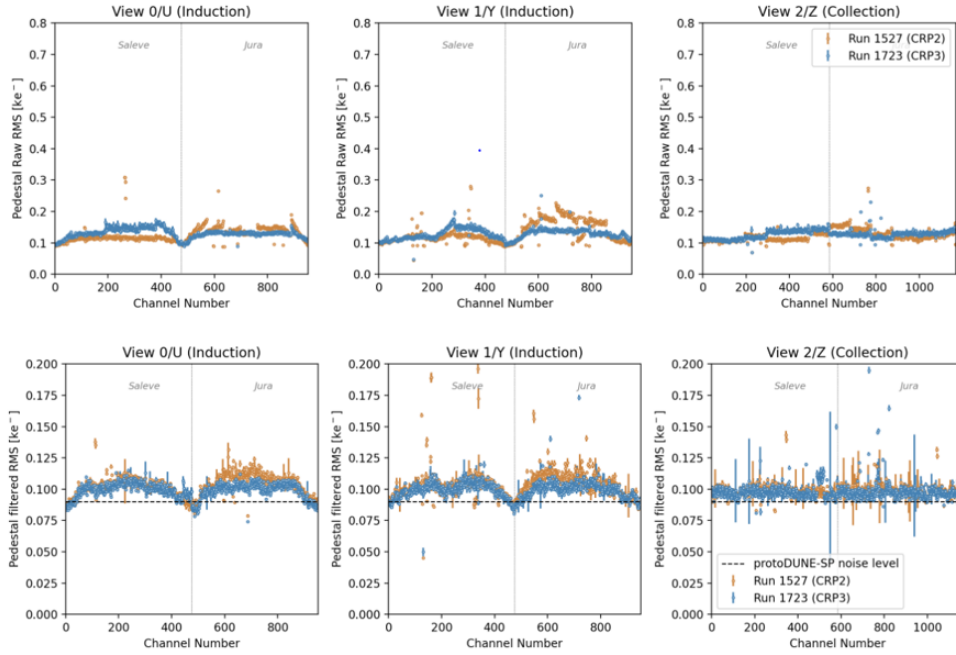 View 0/U (Induction)
View 1/Y (Induction)
View 2/Z (Collection)
Pedestal Raw RMS [ke⁻]
0.8
0.7
0.6
0.5
0.4
0.3
0.2
0.1
0.0
Saleve
Jura
0 200 400 600 800
Channel Number
Pedestal Raw RMS [ke⁻]
0.8
0.7
0.6
0.5
0.4
0.3
0.2
0.1
0.0
Saleve
Jura
0 200 400 600 800
Channel Number
Pedestal Raw RMS [ke⁻]
0.8
0.7
0.6
0.5
0.4
0.3
0.2
0.1
0.0
Saleve
Run 1527 (CRP2)
Run 1723 (CRP3)
0 200 400 600 800 1000
Channel Number
View 0/U (Induction)
View 1/Y (Induction)
View 2/Z (Collection)
Pedestal filtered RMS [ke⁻]
0.200
0.175
0.150
0.125
0.100
0.075
0.050
0.025
0.000
Saleve
Jura
0 200 400 600 800
Channel Number
Pedestal filtered RMS [ke⁻]
0.200
0.175
0.150
0.125
0.100
0.075
0.050
0.025
0.000
Saleve
Jura
0 200 400 600 800
Channel Number
Pedestal filtered RMS [ke⁻]
0.200
0.175
0.150
0.125
0.100
0.075
0.050
0.025
0.000
Saleve
Jura
protoDUNE-SP noise level
Run 1527 (CRP2)
Run 1723 (CRP3)
0 200 400 600 800 1000
Channel Number